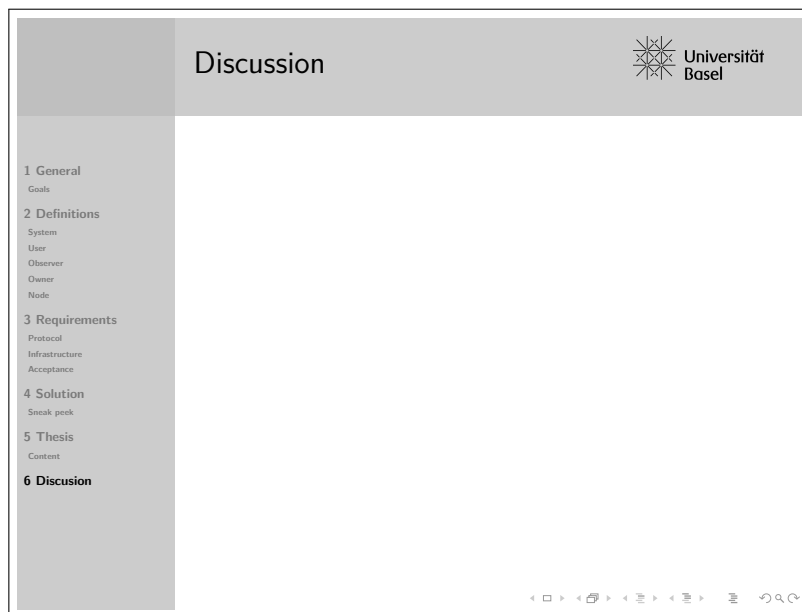 Discussion
Universität
Basel
1 General
Goals
2 Definitions
System
User
Observer
Owner
Node
3 Requirements
Protocol
Infrastructure
Acceptance
4 Solution
Sneak peek
5 Thesis
Content
6 Discusion